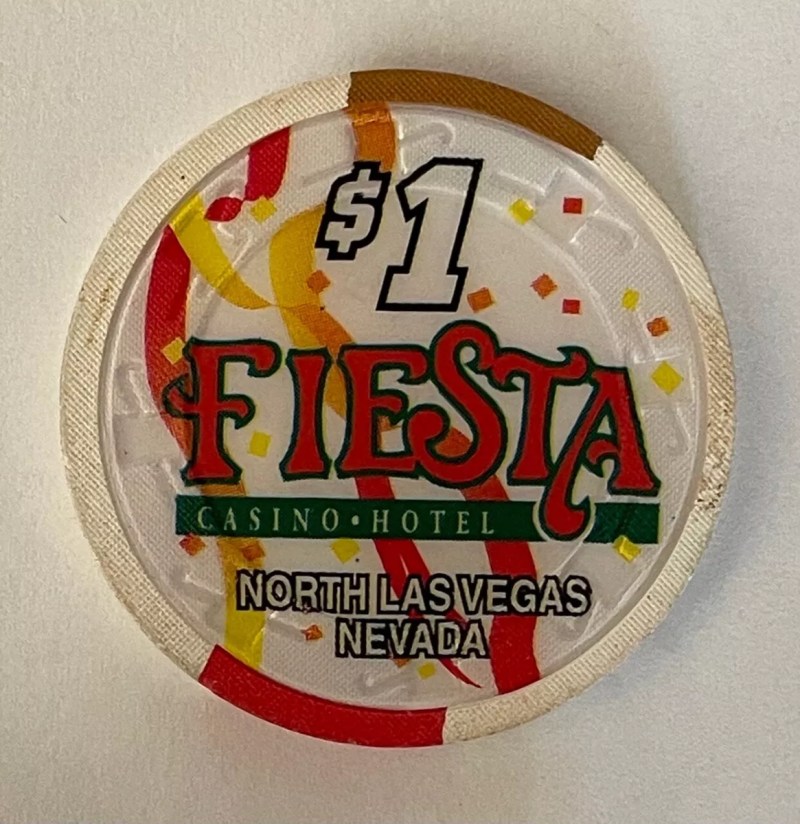 $1
FIESTA
CASINO • HOTEL
NORTH LAS VEGAS
NEVADA